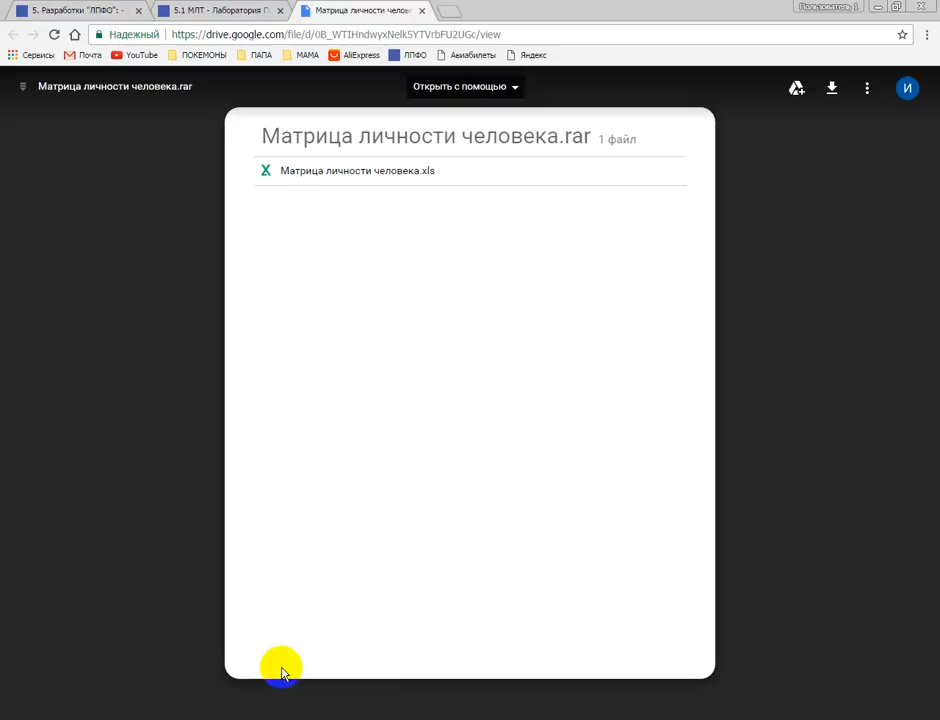 5. Разработки "ЛПФО": -
5.1 МЛТ - Лаборатория П
Матрица личности челов
Пользователь 1
Надежный
https://drive.google.com/file/d/0B_WTIHndwyxNelk5YTVrbFU2UGc/view
Сервисы Почта YouTube ПОКЕМОНЫ ПАПА МАМА AliExpress ЛПФО Авиабилеты Яндекс
Матрица личности человека.rar
Открыть с помощью
И
Матрица личности человека.rar 1 файл
Матрица личности человека.xls